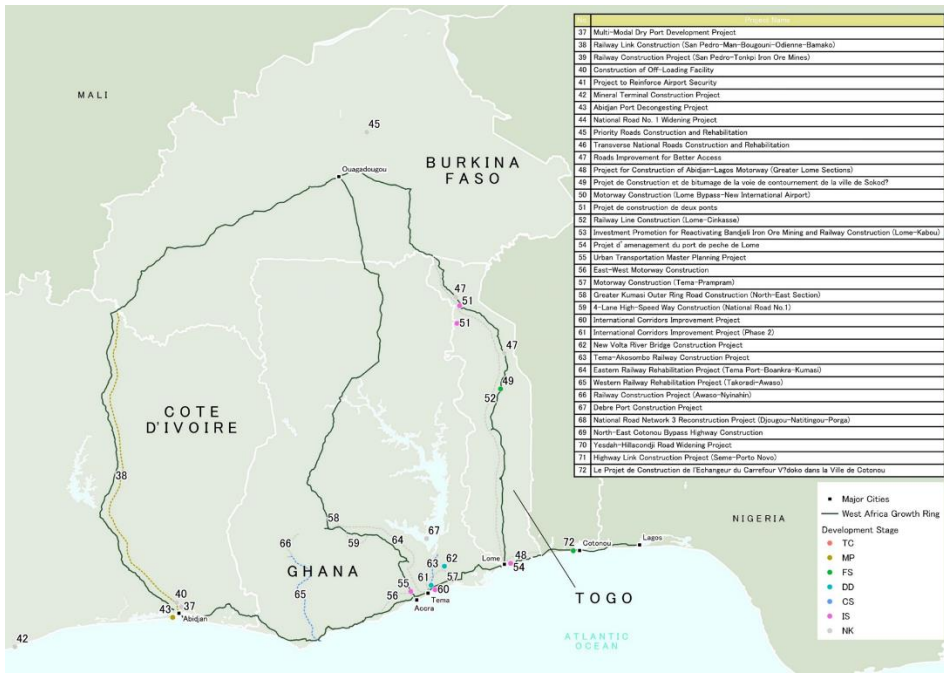 No. Project Name
37 Multi-Modal Dry Port Development Project
38 Railway Link Construction (San Pedro-Man-Bougouni-Odienne-Bamako)
39 Railway Construction Project (San Pedro-Tonkpi Iron Ore Mines)
40 Construction of Off-Loading Facility
41 Project to Reinforce Airport Security
42 Mineral Terminal Construction Project
43 Abidjan Port Decongesting Project
44 National Road No. 1 Widening Project
45 Priority Roads Construction and Rehabilitation
46 Transverse National Roads Construction and Rehabilitation
47 Roads Improvement for Better Access
48 Project for Construction of Abidjan-Lagos Motorway (Greater Lome Sections)
49 Projet de Construction et de bitumage de la voie de contournement de la ville de Sokod?
50 Motorway Construction (Lome Bypass-New International Airport)
51 Projet de construction de deux ponts
52 Railway Line Construction (Lome-Cinkasse)
53 Investment Promotion for Reactivating Bandjeli Iron Ore Mining and Railway Construction (Lome-Kabou)
54 Projet d'amenagement du port de peche de Lome
55 Urban Transportation Master Planning Project
56 East-West Motorway Construction
57 Motorway Construction (Tema-Prampram)
58 Greater Kumasi Outer Ring Road Construction (North-East Section)
59 4-Lane High-Speed Way Construction (National Road No.1)
60 International Corridors Improvement Project
61 International Corridors Improvement Project (Phase 2)
62 New Volta River Bridge Construction Project
63 Tema-Akosombo Railway Construction Project
64 Eastern Railway Rehabilitation Project (Tema Port-Boankra-Kumasi)
65 Western Railway Rehabilitation Project (Takoradi-Awaso)
66 Railway Construction Project (Awaso-Nyinahin)
67 Debre Port Construction Project
68 National Road Network 3 Reconstruction Project (Djougou-Natitingou-Porga)
69 North-East Cotonou Bypass Highway Construction
70 Yesdah-Hillacondji Road Widening Project
71 Highway Link Construction Project (Seme-Porto Novo)
72 Le Projet de Construction de l'Echangeur du Carrefour V?doko dans la Ville de Cotonou
MALI
45
BURKINA
FASO
Ouagadougou
47
51
51
47
49
52
COTE
D'IVOIRE
38
58
59
66
64
67
GHANA
65
62
63
61
57
60
55
56
Tema
Accra
40
37
43
Abidjan
42
Lome
48
54
72
Cotonou
Lagos
NIGERIA
TOGO
ATLANTIC
OCEAN
Major Cities
West Africa Growth Ring
Development Stage
TC
MP
FS
DD
CS
IS
NK